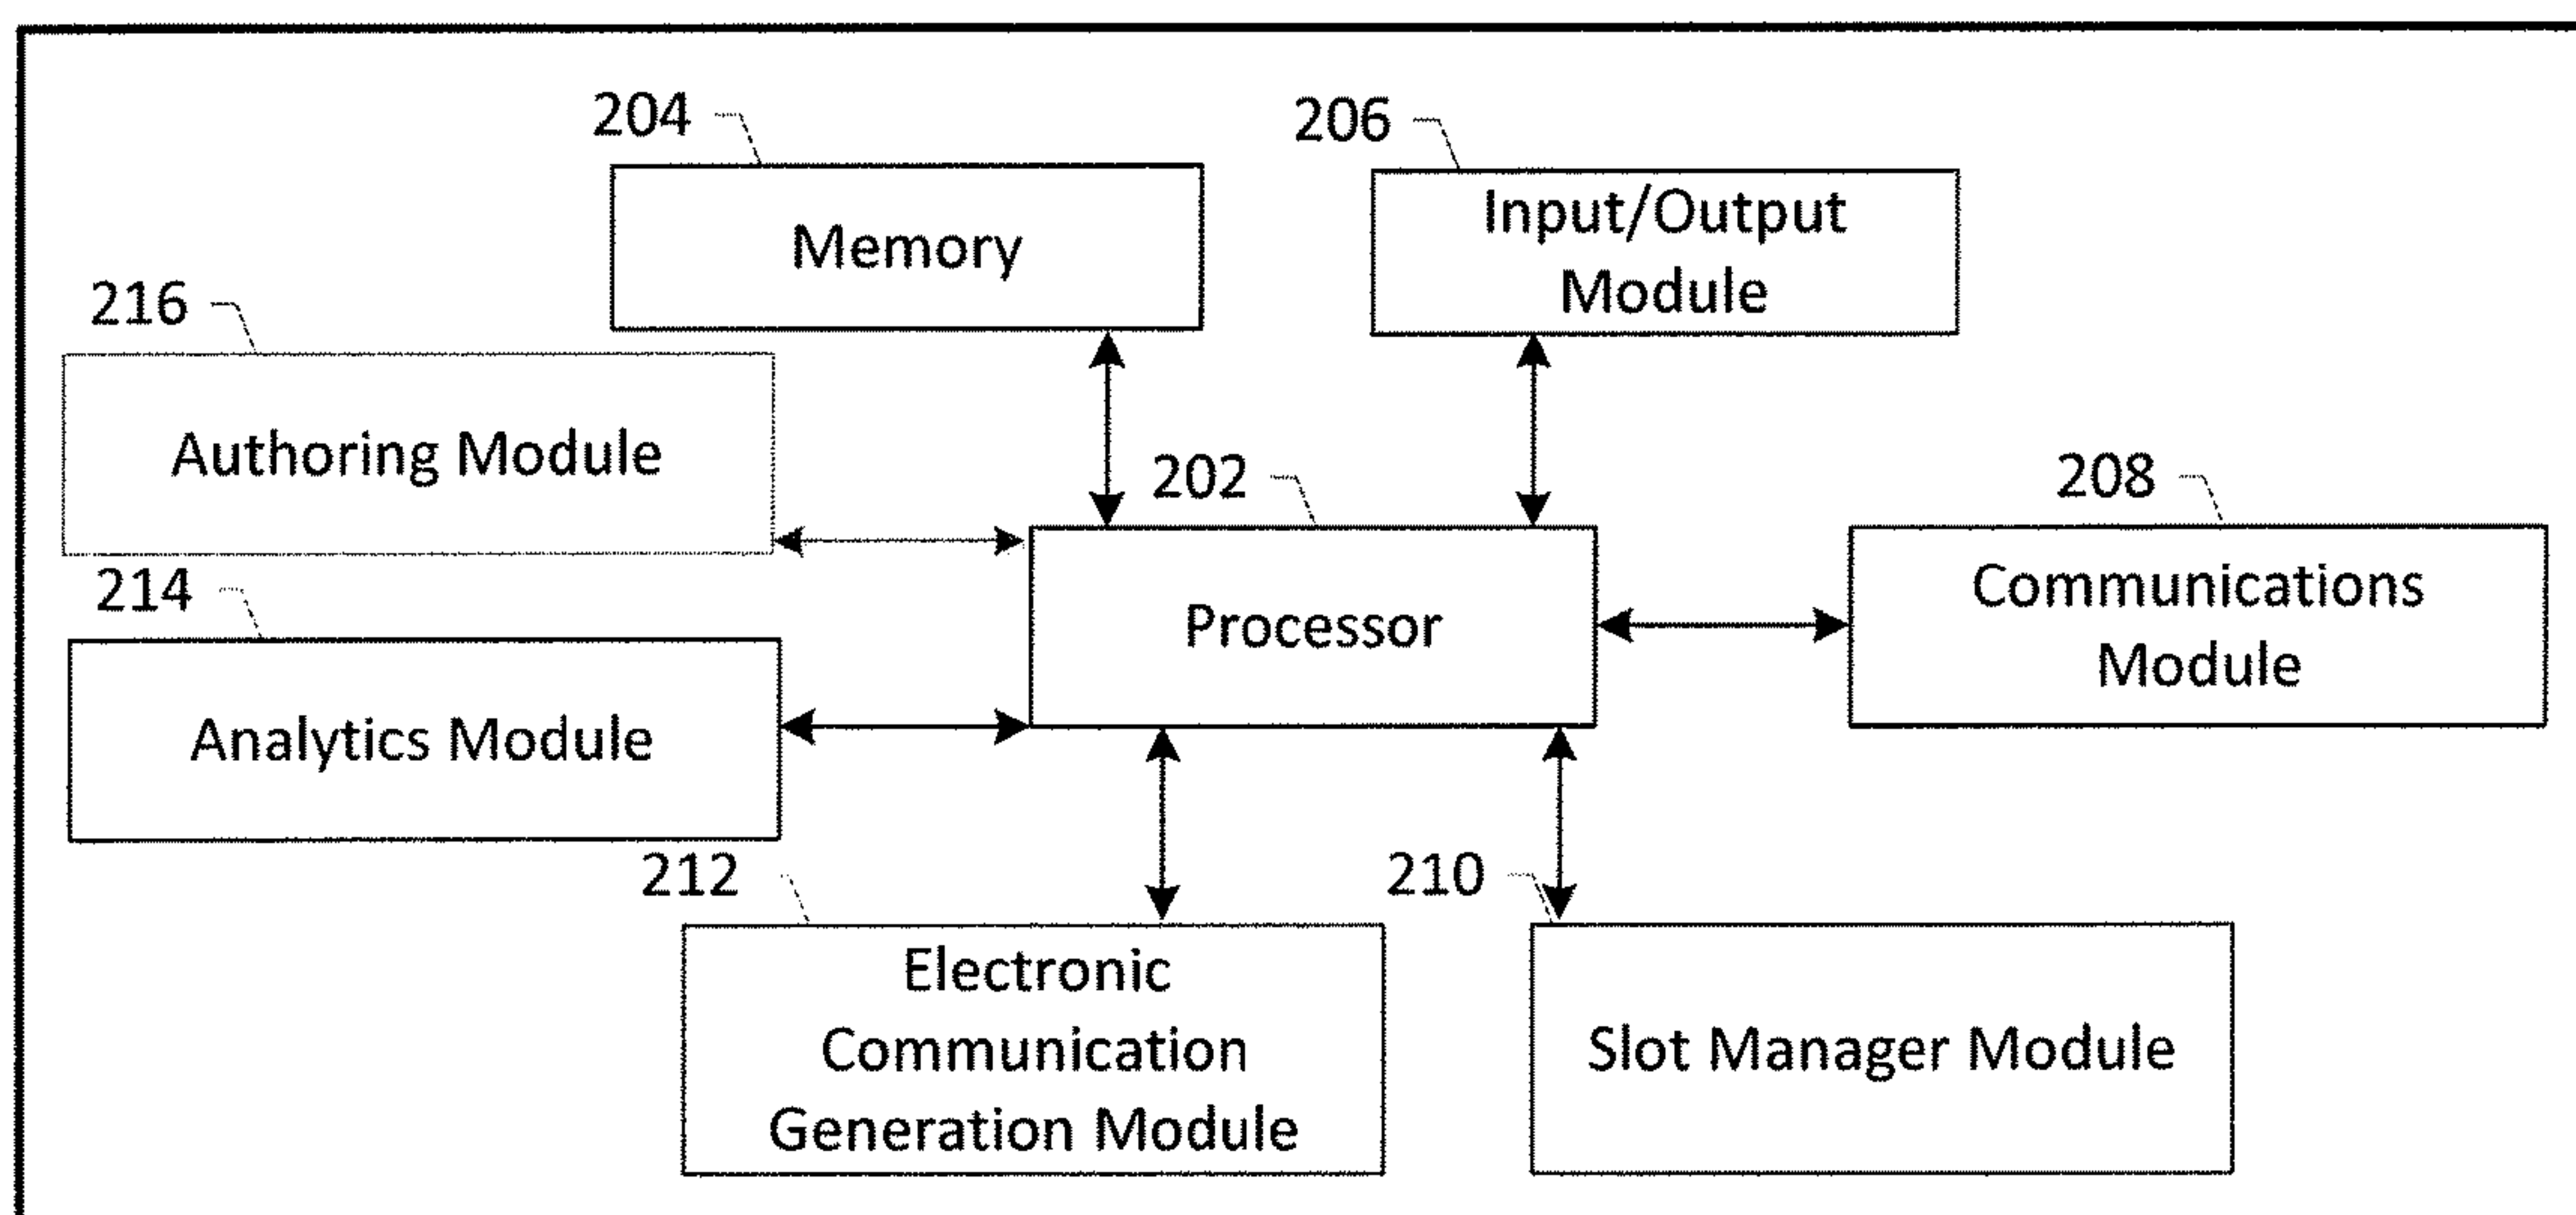 204
Memory
206
Input/Output
Module
216
Authoring Module
202
Processor
208
Communications
Module
214
Analytics Module
212
Electronic
Communication
Generation Module
210
Slot Manager Module